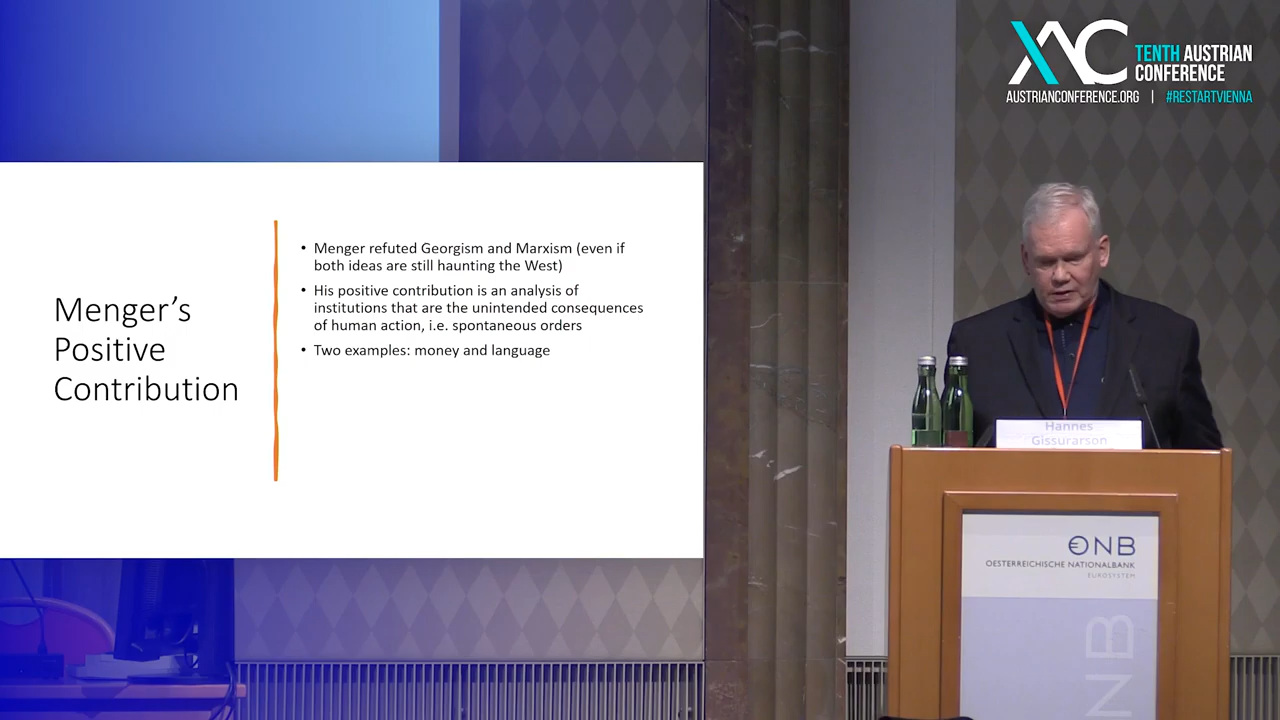 TENTH AUSTRIAN
CONFERENCE
AUSTRIANCONFERENCE.ORG | #RESTARTVIENNA
Menger’s
Positive
Contribution
• Menger refuted Georgism and Marxism (even if
both ideas are still haunting the West)
• His positive contribution is an analysis of
institutions that are the unintended consequences
of human action, i.e. spontaneous orders
• Two examples: money and language
Hannes
Gissurarson
ONB
OESTERREICHISCHE NATIONALBANK
EUROSYSTEM
NB